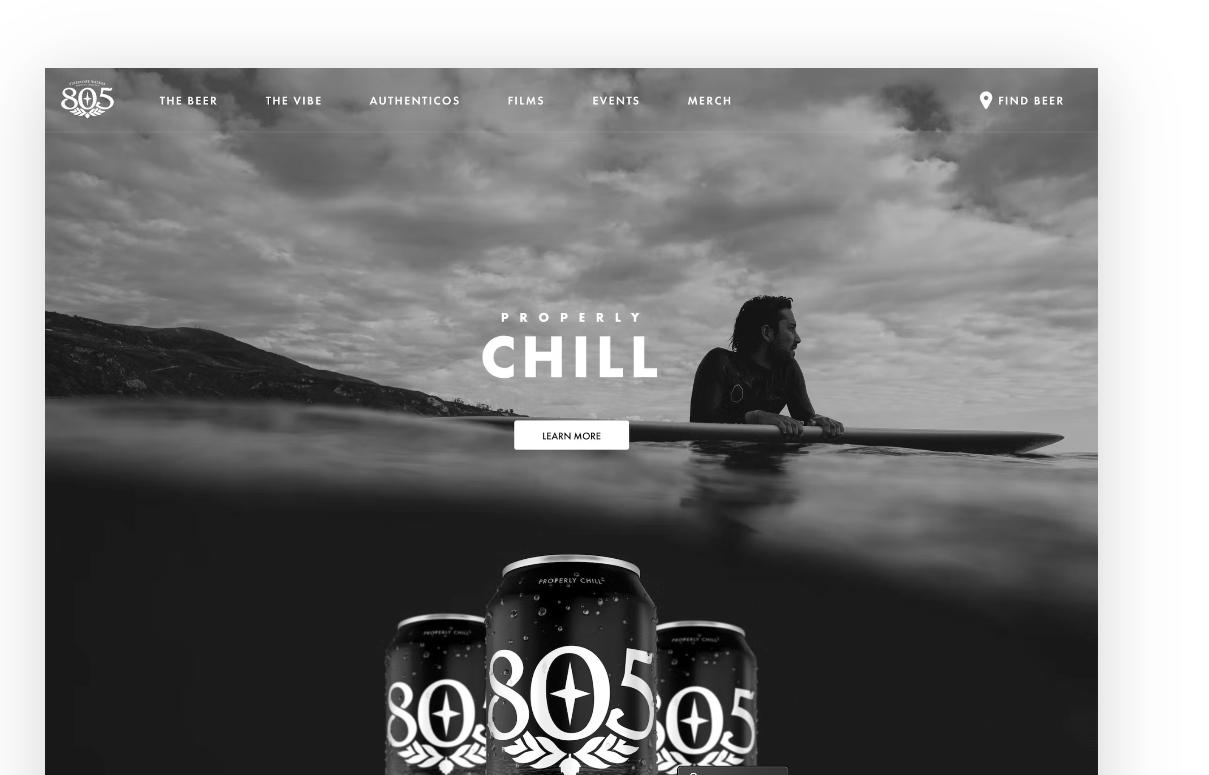 805
THE BEER
THE VIBE
AUTHENTICOS
FILMS
EVENTS
MERCH
FIND BEER
PROPERLY
CHILL
LEARN MORE
PROPERLY CHILL
PROPERLY CHILL
PROPERLY CHILL
805
805
805